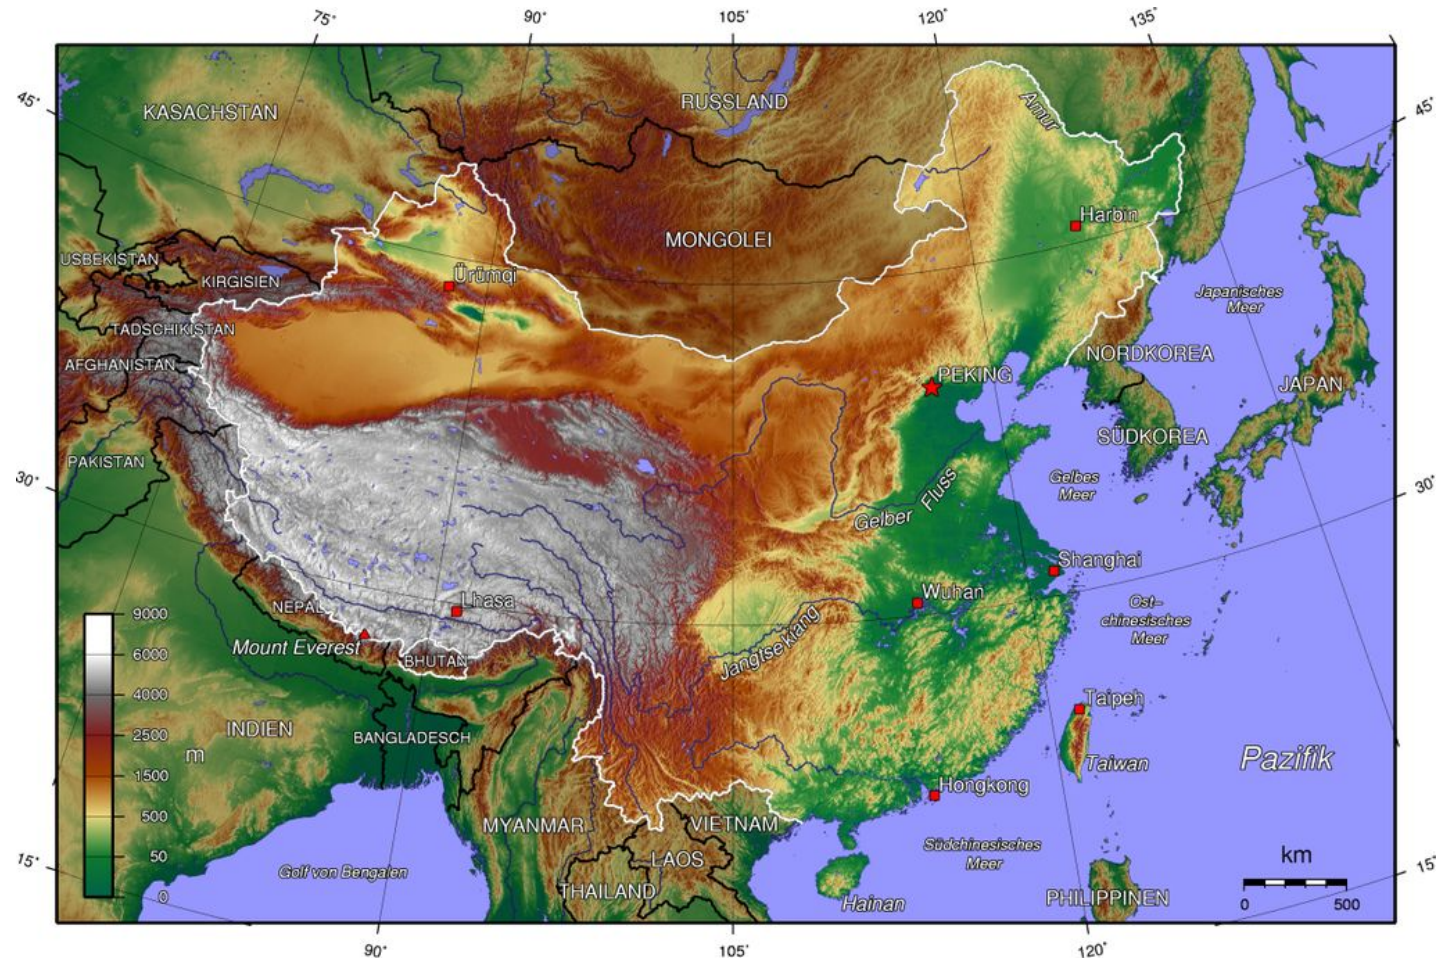 75°
90°
105°
120°
135°
45°
45°
KASACHSTAN
RUSSLAND
Amur
Harbin
MONGOLEI
USBEKISTAN
KIRGISIEN
Ürümqi
Japanisches
Meer
TADSCHIKISTAN
AFGHANISTAN
NORDKOREA
PEKING
JAPAN
SÜDKOREA
PAKISTAN
Gelbes
Meer
30°
30°
Gelber Fluss
Shanghai
Wuhan
Lhasa
Ost–
chinesisches
Meer
NEPAL
Mount Everest
BHUTAN
Jangtsekiang
9000
6000
4000
2500
1500
500
50
0
m
INDIEN
BANGLADESCH
Taipeh
Taiwan
Pazifik
Hongkong
MYANMAR
VIETNAM
LAOS
THAILAND
Südchinesisches
Meer
Golf von Bengalen
Hainan
PHILIPPINEN
km
0
500
15°
15°
90°
105°
120°